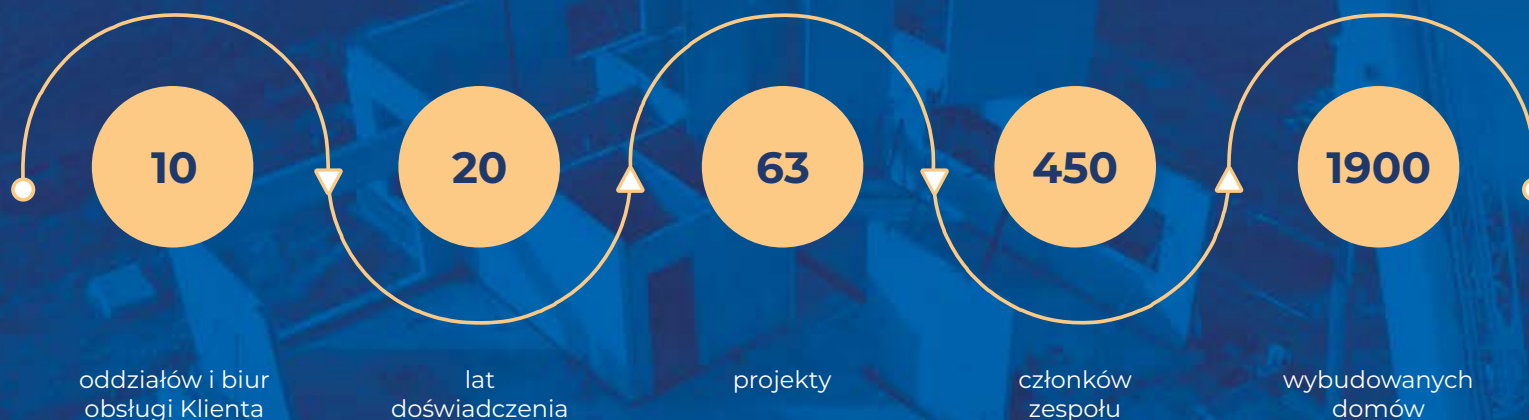 10
20
63
450
1900
oddziałów i biur
obsługi Klienta
lat
doświadczenia
projekty
członków
zespołu
wybudowanych
domów